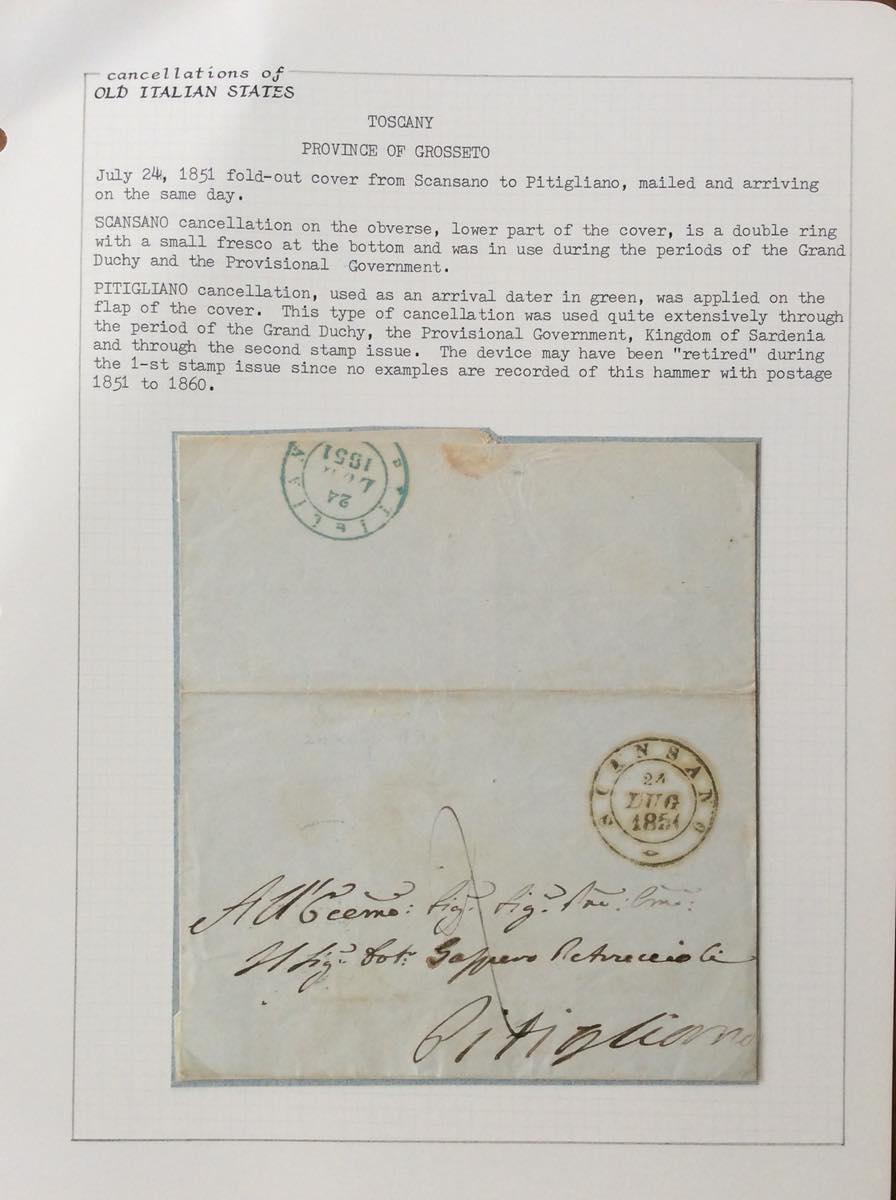 cancellations of
OLD ITALIAN STATES
TOSCANY
PROVINCE OF GROSSETO
July 24, 1851 fold-out cover from Scansano to Pitigliano, mailed and arriving
on the same day.
SCANSANO cancellation on the obverse, lower part of the cover, is a double ring
with a small fresco at the bottom and was in use during the periods of the Grand
Duchy and the Provisional Government.
PITIGLIANO cancellation, used as an arrival dater in green, was applied on the
flap of the cover. This type of cancellation was used quite extensively through
the period of the Grand Duchy, the Provisional Government, Kingdom of Sardenia
and through the second stamp issue. The device may have been "retired" during
the 1-st stamp issue since no examples are recorded of this hammer with postage
1851 to 1860.
24
1851
SCANSANO
24
LUG
1851
All'Eccmo: Sig. Sig.
Il Sig. Dot.
Pitigliano